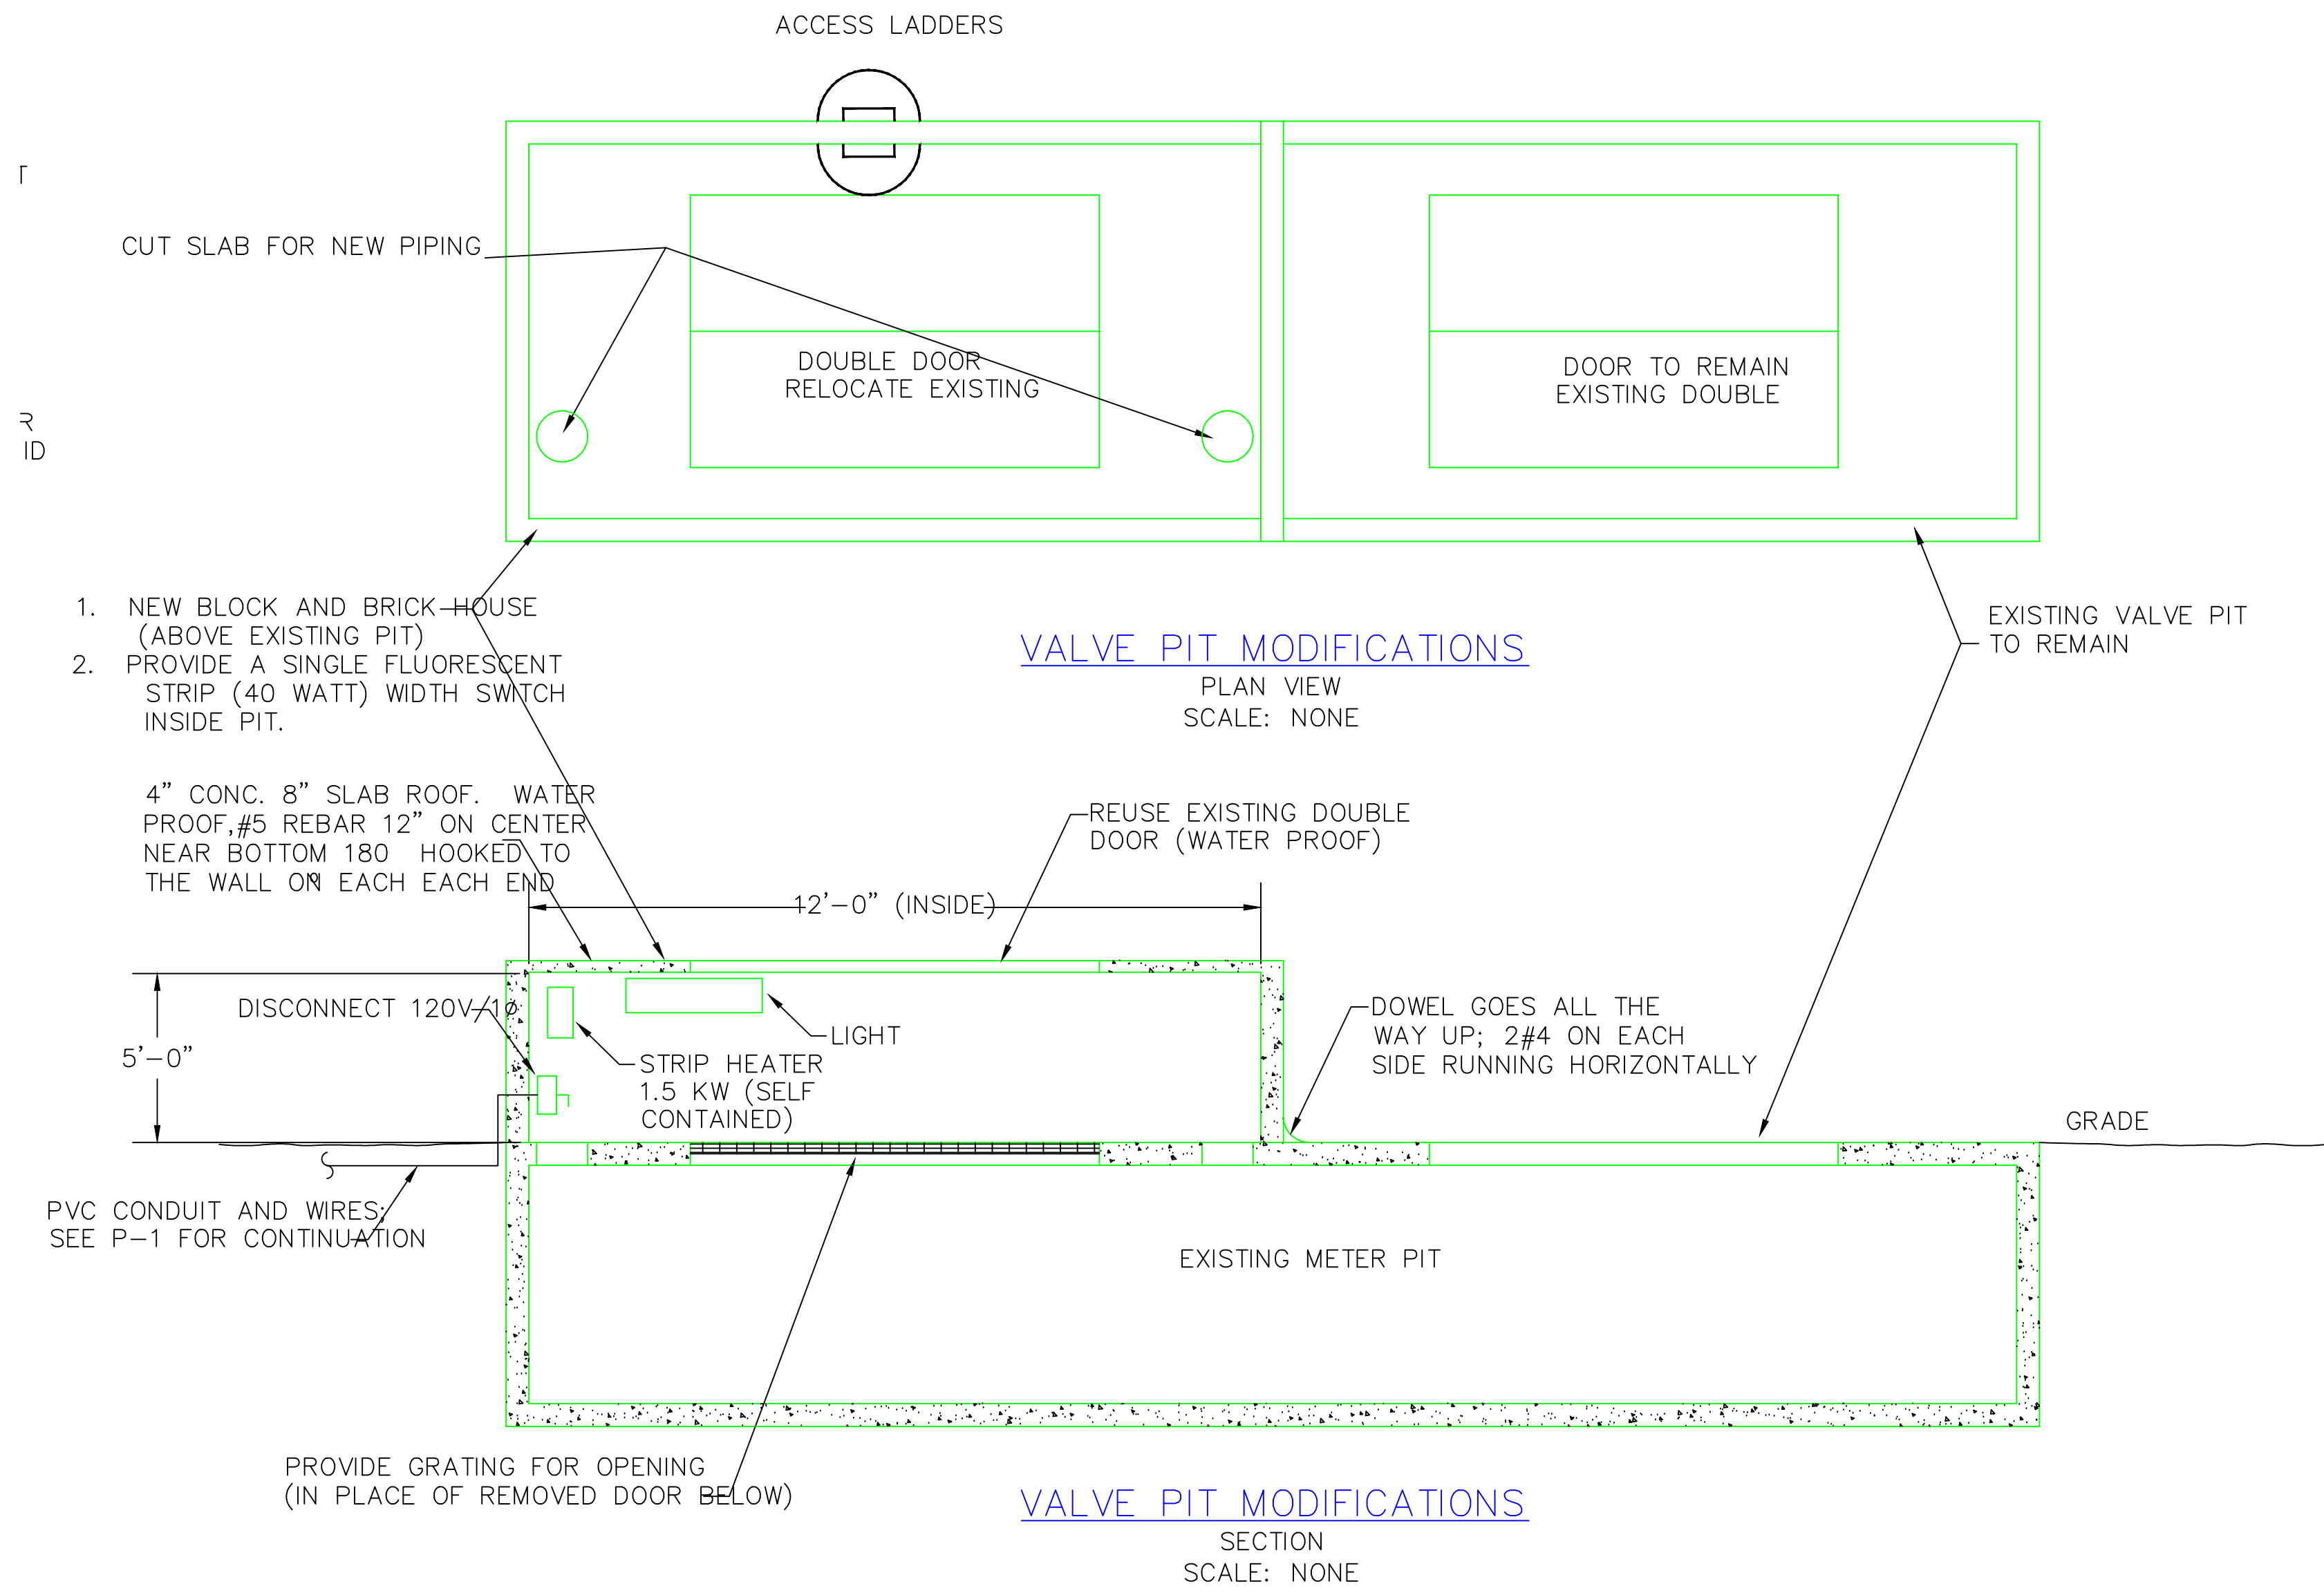 ACCESS LADDERS
T
CUT SLAB FOR NEW PIPING
DOUBLE DOOR
RELOCATE EXISTING
DOOR TO REMAIN
EXISTING DOUBLE
R
ID
1. NEW BLOCK AND BRICK HOUSE
(ABOVE EXISTING PIT)
2. PROVIDE A SINGLE FLUORESCENT
STRIP (40 WATT) WIDTH SWITCH
INSIDE PIT.
VALVE PIT MODIFICATIONS
PLAN VIEW
SCALE: NONE
EXISTING VALVE PIT
TO REMAIN
4" CONC. 8" SLAB ROOF. WATER
PROOF,#5 REBAR 12" ON CENTER
NEAR BOTTOM 180 HOOKED TO
THE WALL ON EACH EACH END
REUSE EXISTING DOUBLE
DOOR (WATER PROOF)
12'-0" (INSIDE)
DISCONNECT 120V/1ø
5'-0"
LIGHT
STRIP HEATER
1.5 KW (SELF
CONTAINED)
DOWEL GOES ALL THE
WAY UP; 2#4 ON EACH
SIDE RUNNING HORIZONTALLY
GRADE
PVC CONDUIT AND WIRES;
SEE P-1 FOR CONTINUATION
EXISTING METER PIT
PROVIDE GRATING FOR OPENING
(IN PLACE OF REMOVED DOOR BELOW)
VALVE PIT MODIFICATIONS
SECTION
SCALE: NONE